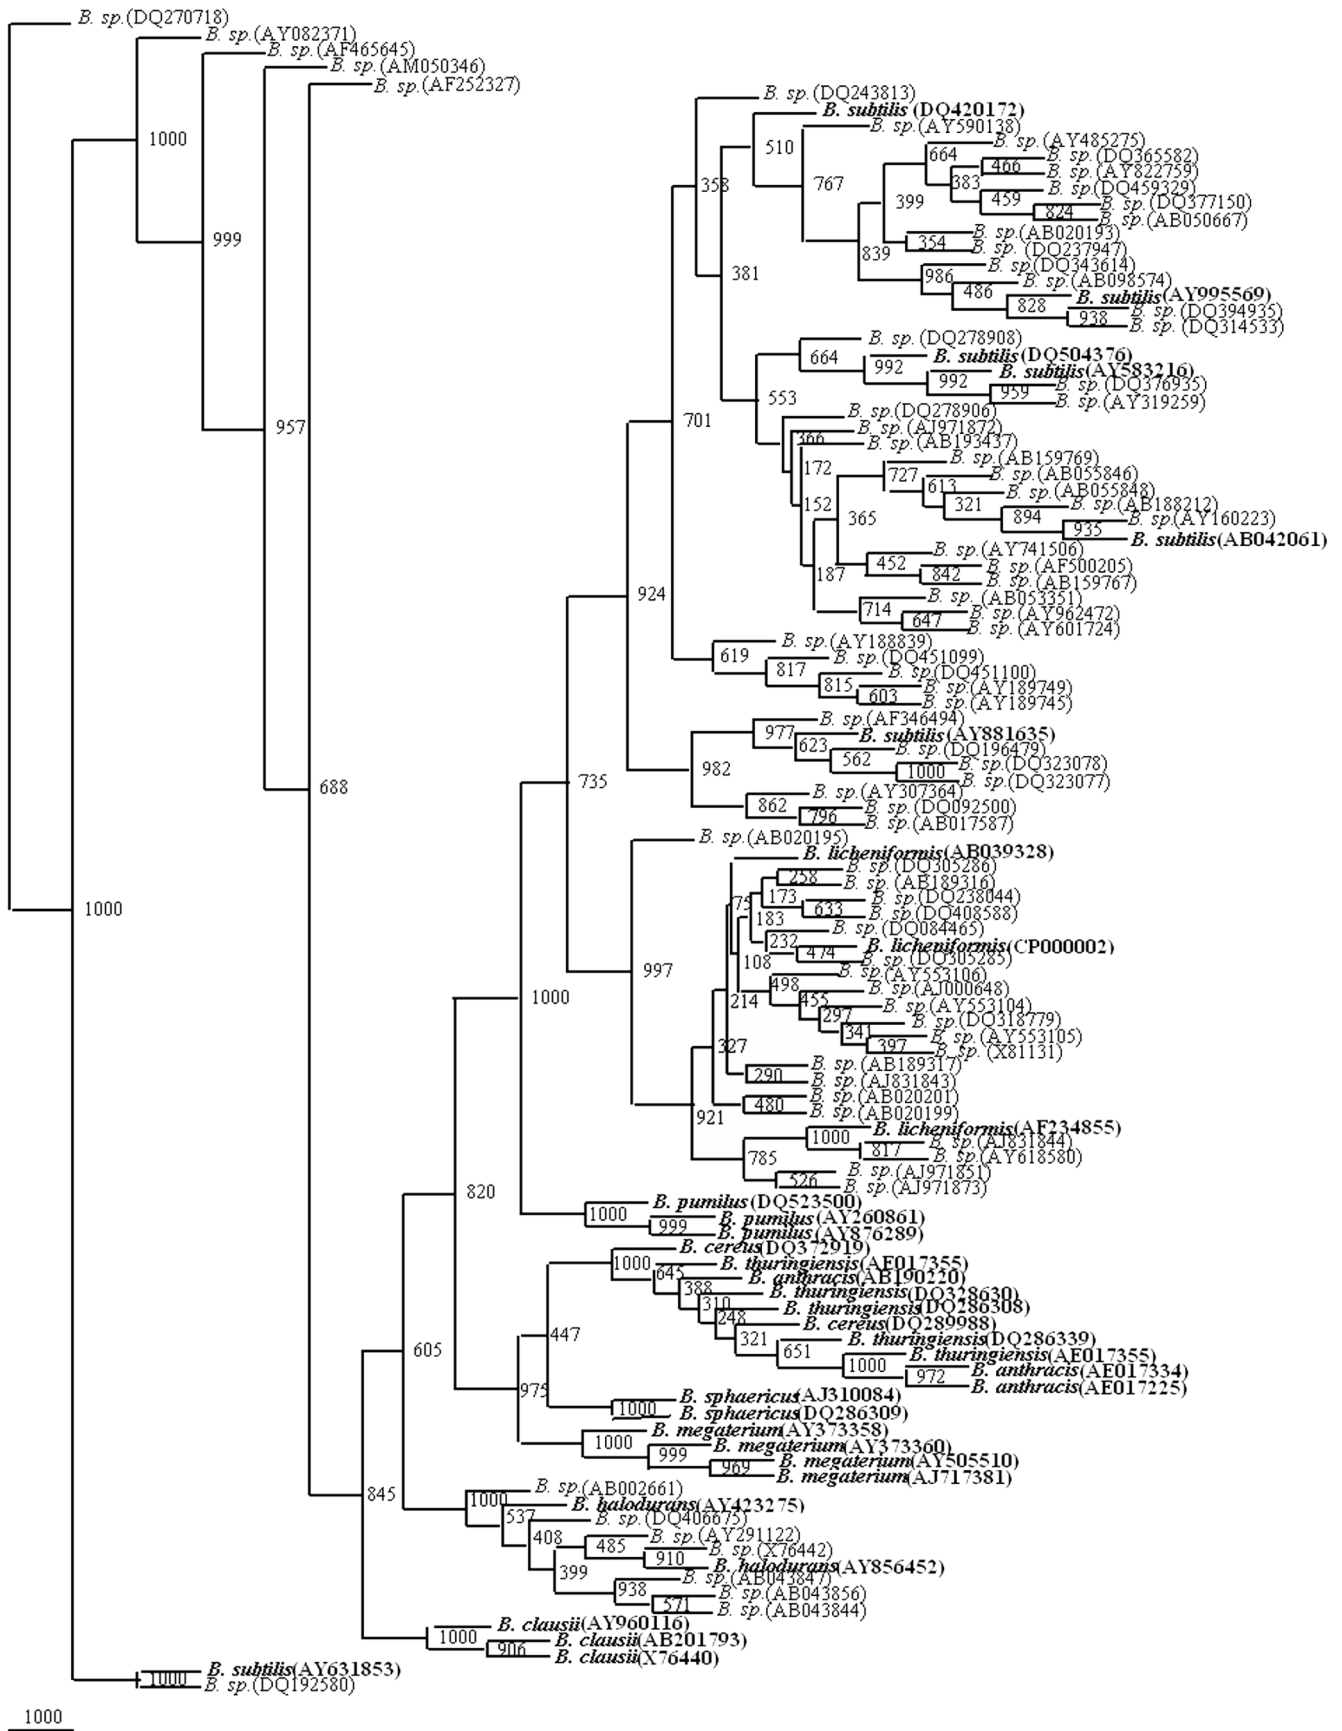 B. sp.(DQ270718)
B. sp.(AY082371)
B. sp.(AF465645)
B. sp.(AM050346)
B. sp.(AF252327)
B. sp.(DQ243813)
B. subtilis (DQ420172)
B. sp.(AY590138)
1000
510
B. sp.(AY485275)
664
B. sp.(DQ365582)
466
B. sp.(AY822759)
358
767
383
B. sp.(DQ459329)
399
459
B. sp.(DQ377150)
824
B. sp.(AB050667)
B. sp.(AB020193)
999
354
B. sp.(DQ237947)
839
B. sp.(DQ343614)
381
986
B. sp.(AB098574)
486
B. subtilis(AY995569)
828
B. sp.(DQ394935)
938
B. sp.(DQ314533)
B. sp.(DQ278908)
664
B. subtilis(DQ504376)
992
B. subtilis(AY583216)
992
B. sp.(DQ376935)
959
553
B. sp.(AY319259)
B. sp.(DQ278906)
701
957
B. sp.(AJ971872)
366
B. sp.(AB193437)
B. sp.(AB159769)
172
727
B. sp.(AB055846)
613
B. sp.(AB055848)
152
321
B. sp.(AB188212)
365
894
B. sp.(AY160223)
935
B. subtilis(AB042061)
B. sp.(AY741506)
452
B. sp.(AF500205)
187
842
B. sp.(AB159767)
924
B. sp.(AB053351)
714
B. sp.(AY962472)
647
B. sp.(AY601724)
B. sp.(AY188839)
619
B. sp.(DQ451099)
817
B. sp.(DQ451100)
815
B. sp.(AY189749)
603
B. sp.(AY189745)
B. sp.(AF346494)
977
B. subtilis(AY881635)
623
B. sp.(DQ196479)
562
982
B. sp.(DQ323078)
1000
735
B. sp.(DQ323077)
688
B. sp.(AY307364)
862
B. sp.(DQ092500)
796
B. sp.(AB017587)
B. sp.(AB020195)
B. licheniformis(AB039328)
B. sp.(DQ305286)
258
B. sp.(AB189316)
173
B. sp.(DQ238044)
75
633
1000
B. sp.(DQ408588)
183
B. sp.(DQ084465)
232
B. licheniformis(CP000002)
474
B. sp.(DQ305285)
108
997
B. sp.(AY553106)
498
B. sp.(AJ000648)
1000
214
455
B. sp.(AY553104)
297
B. sp.(DQ318779)
341
B. sp.(AY553105)
327
397
B. sp.(X81131)
B. sp.(AB189317)
290
B. sp.(AJ831843)
B. sp.(AB020201)
480
B. sp.(AB020199)
921
B. licheniformis(AF234855)
1000
B. sp.(AJ831844)
817
B. sp.(AY618580)
785
B. sp.(AJ971851)
526
B. sp.(AJ971873)
820
B. pumilus(DQ523500)
1000
B. pumilus(AY260861)
999
B. pumilus(AY876289)
B. cereus(DQ372919)
1000
B. thuringiensis(AE017355)
645
B. anthracis(AB190220)
388
B. thuringiensis(DQ328630)
310
B. thuringiensis(DQ286308)
248
B. cereus(DQ289988)
447
321
B. thuringiensis(DQ286339)
605
651
B. thuringiensis(AE017355)
1000
B. anthracis(AE017334)
972
B. anthracis(AE017225)
975
B. sphaericus(AJ310084)
1000
B. sphaericus(DQ286309)
B. megaterium(AY373358)
1000
B. megaterium(AY373360)
999
B. megaterium(AY505510)
969
B. megaterium(AJ717381)
845
B. sp.(AB002661)
1000
B. halodurans(AY423275)
537
B. sp.(DQ406675)
408
B. sp.(AY291122)
485
B. sp.(X76442)
910
B. halodurans(AY856452)
399
B. sp.(AB043847)
938
B. sp.(AB043856)
571
B. sp.(AB043844)
B. clausii(AY960116)
1000
B. clausii(AB201793)
906
B. clausii(X76440)
B. subtilis(AY631853)
1000
B. sp.(DQ192580)
1000